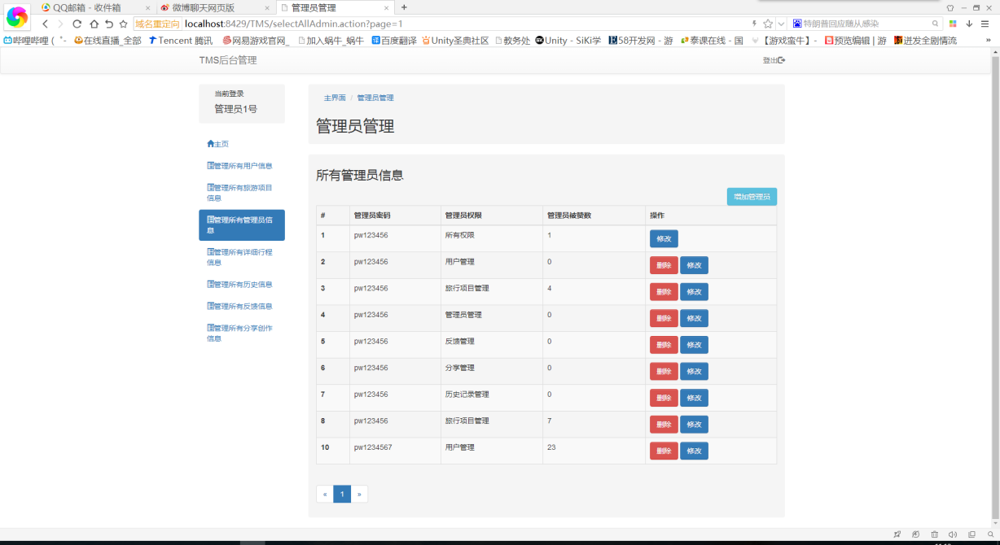 QQ邮箱 - 收件箱 × 微博聊天网页版 × 管理员管理 × +
域名重定向 localhost:8429/TMS/selectAllAdmin.action?page=1 特朗普回应赚从感染
哔哩哔哩 ( ゜- 在线直播_全部 Tencent 腾讯 网易游戏官网_ 加入蜗牛_蜗牛 百度翻译 Unity圣典社区 教务处 Unity - SiKi学 58开发网 - 游 泰课在线 - 国 【游戏蛮牛】- 预览编辑 | 游 迸发全剧情流 »
TMS后台管理 登出
当前登录
管理员1号
主页
管理所有用户信息
管理所有旅游项目
信息
管理所有管理员信
息
管理所有详细行程
信息
管理所有历史信息
管理所有反馈信息
管理所有分享创作
信息
主界面 / 管理员管理
管理员管理
所有管理员信息
增加管理员
# 管理员密码 管理员权限 管理员被赞数 操作
1 pw123456 所有权限 1 修改
2 pw123456 用户管理 0 删除 修改
3 pw123456 旅行项目管理 4 删除 修改
4 pw123456 管理员管理 0 删除 修改
5 pw123456 反馈管理 0 删除 修改
6 pw123456 分享管理 0 删除 修改
7 pw123456 历史记录管理 0 删除 修改
8 pw123456 旅行项目管理 7 删除 修改
10 pw1234567 用户管理 23 删除 修改
« 1 »